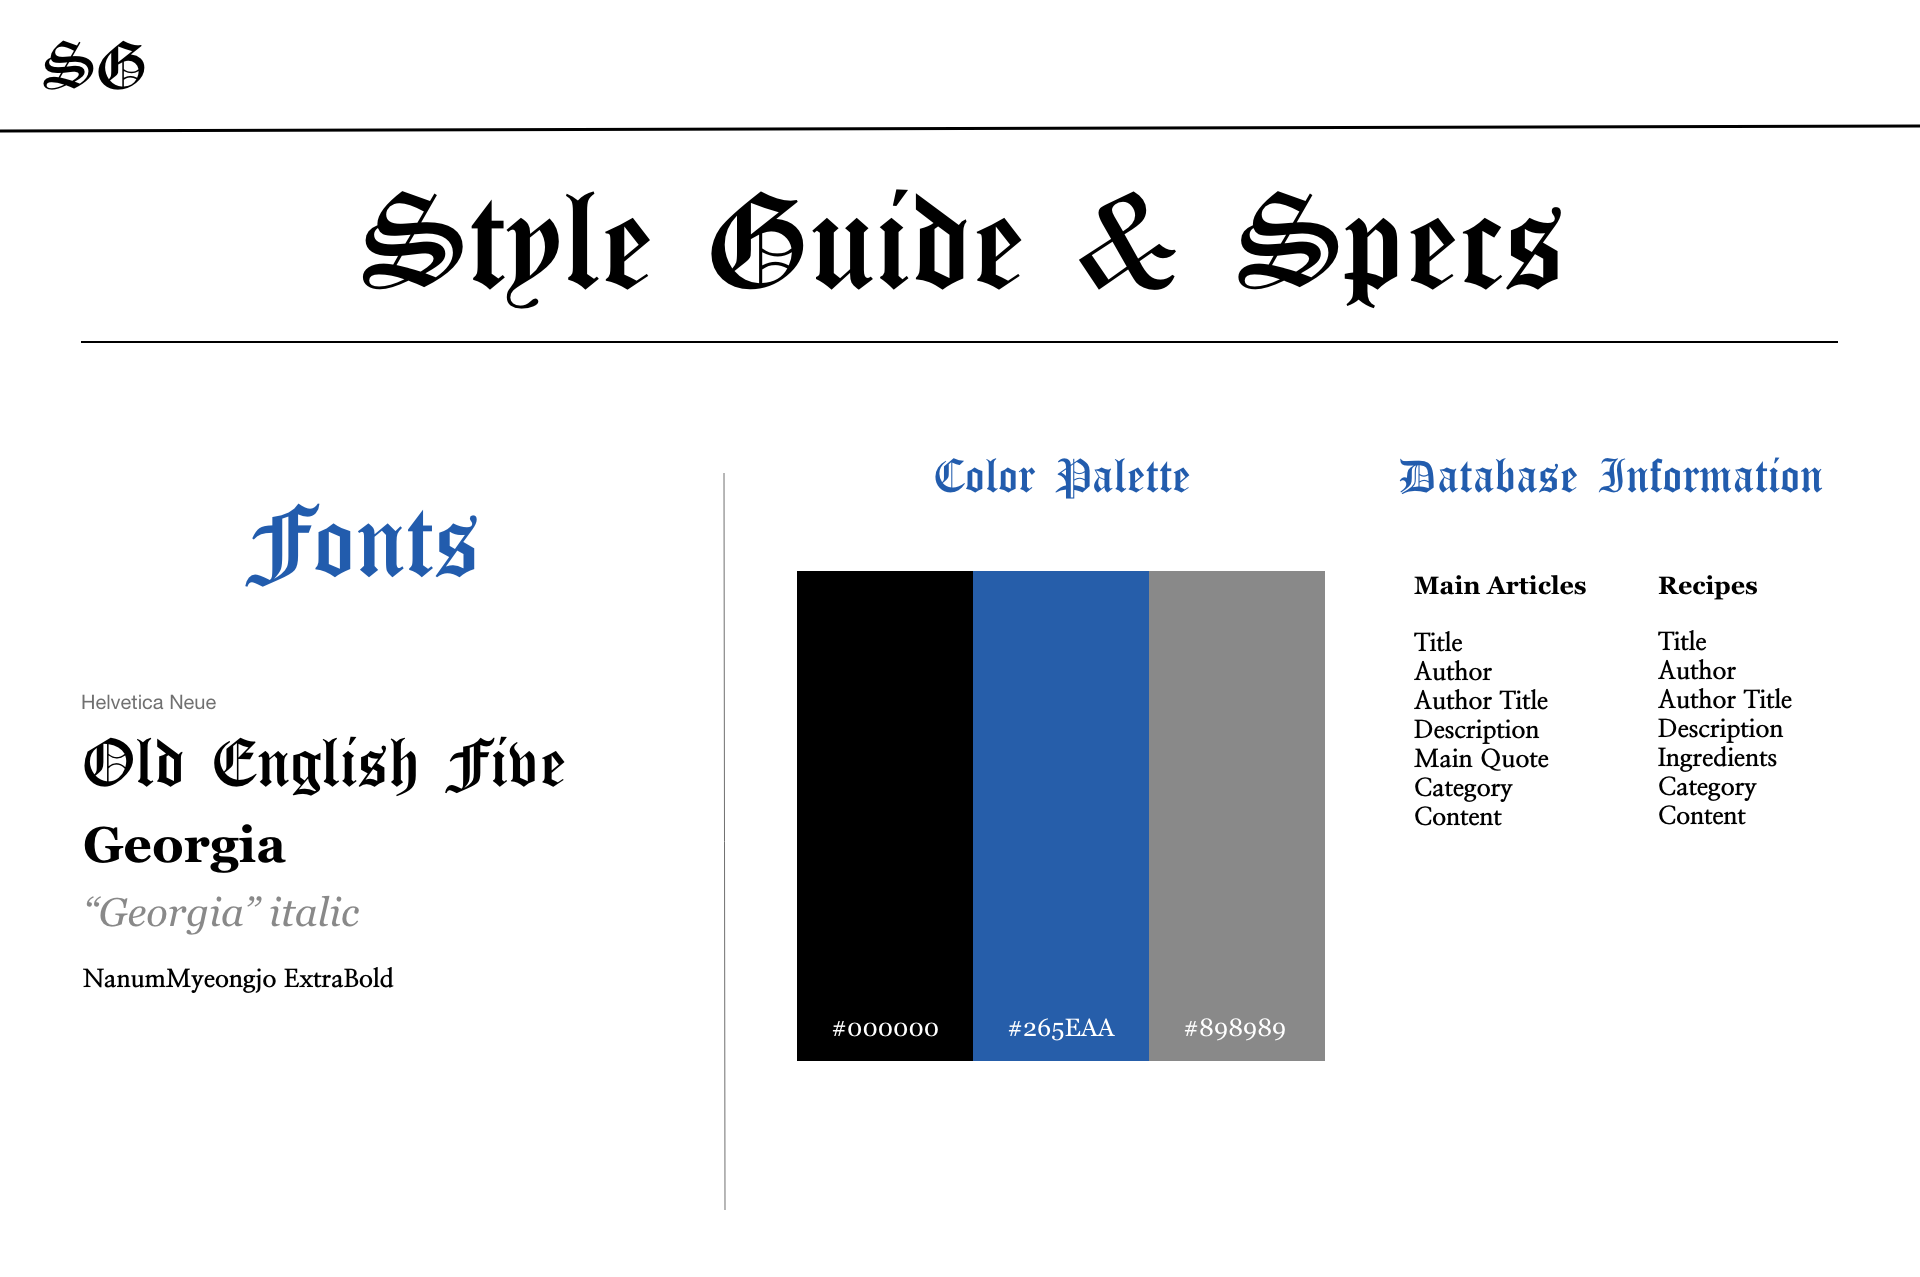 SG
Style Guide & Specs
Fonts
Helvetica Neue
Old English Five
Georgia
“Georgia” italic
NanumMyeongjo ExtraBold
Color Palette
#000000
#265EAA
#898989
Database Information
Main Articles
Title
Author
Author Title
Description
Main Quote
Category
Content
Recipes
Title
Author
Author Title
Description
Ingredients
Category
Content